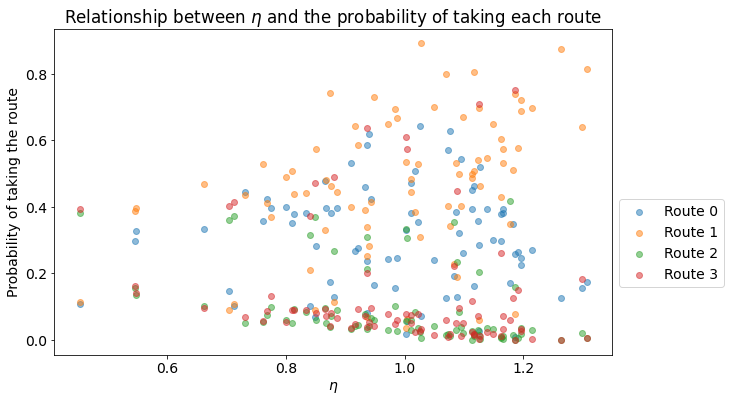 Relationship between η and the probability of taking each route
Probability of taking the route
0.8
0.6
0.4
0.2
0.0
0.6
0.8
1.0
1.2
η
Route 0
Route 1
Route 2
Route 3